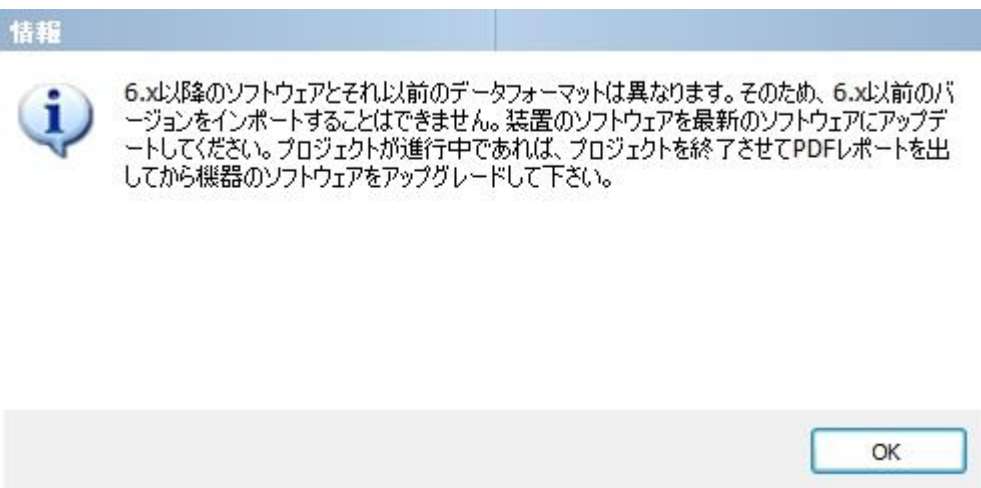 情報
6.x以降のソフトウェアとそれ以前のデータフォーマットは異なります。そのため、6.x以前のバ
ージョンをインポートすることはできません。装置のソフトウェアを最新のソフトウェアにアップデ
ートしてください。プロジェクトが進行中であれば、プロジェクトを終了させてPDFレポートを出
してから機器のソフトウェアをアップグレードして下さい。
OK